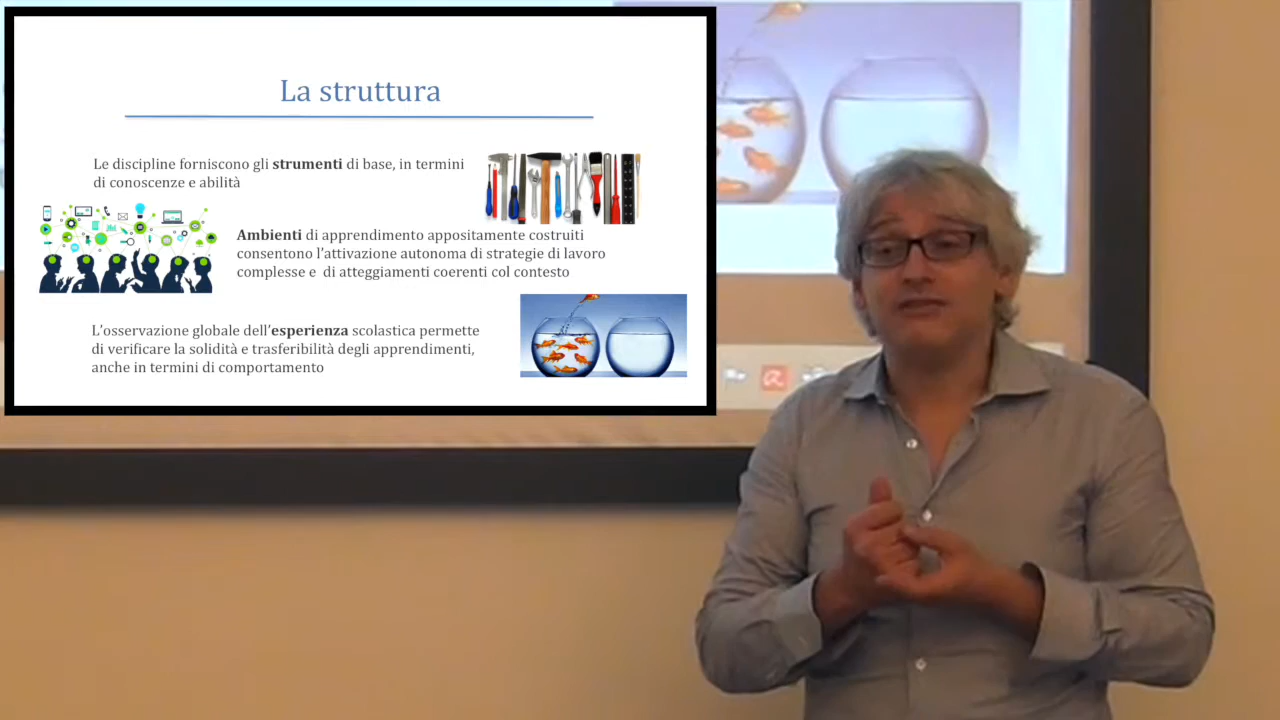 La struttura
Le discipline forniscono gli strumenti di base, in termini
di conoscenze e abilità
Ambienti di apprendimento appositamente costruiti
consentono l'attivazione autonoma di strategie di lavoro
complesse e  di atteggiamenti coerenti col contesto
L'osservazione globale dell'esperienza scolastica permette
di verificare la solidità e trasferibilità degli apprendimenti,
anche in termini di comportamento